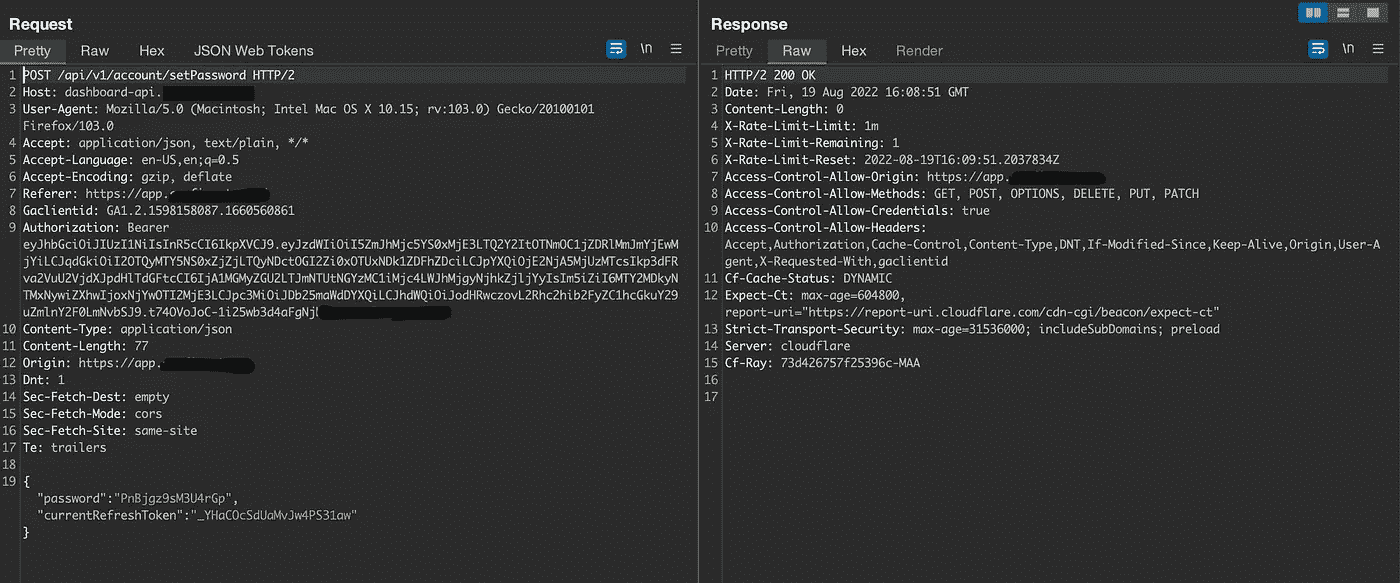 Request
Pretty Raw Hex JSON Web Tokens \n
1 POST /api/v1/account/setPassword HTTP/2
2 Host: dashboard-api.
3 User-Agent: Mozilla/5.0 (Macintosh; Intel Mac OS X 10.15; rv:103.0) Gecko/20100101
Firefox/103.0
4 Accept: application/json, text/plain, */*
5 Accept-Language: en-US,en;q=0.5
6 Accept-Encoding: gzip, deflate
7 Referer: https://app.
8 Gaclientid: GA1.2.1598158087.1660560861
9 Authorization: Bearer
10 Content-Type: application/json
11 Content-Length: 77
12 Origin: https://app.
13 Dnt: 1
14 Sec-Fetch-Dest: empty
15 Sec-Fetch-Mode: cors
16 Sec-Fetch-Site: same-site
17 Te: trailers
18
19 {
"password":"PnBjgz9sM3U4rGp",
"currentRefreshToken":"_YHaCOcSdUaMvJw4PS31aw"
}
Response
Pretty Raw Hex Render \n
1 HTTP/2 200 OK
2 Date: Fri, 19 Aug 2022 16:08:51 GMT
3 Content-Length: 0
4 X-Rate-Limit-Limit: 1m
5 X-Rate-Limit-Remaining: 1
6 X-Rate-Limit-Reset: 2022-08-19T16:09:51.2037834Z
7 Access-Control-Allow-Origin: https://app.
8 Access-Control-Allow-Methods: GET, POST, OPTIONS, DELETE, PUT, PATCH
9 Access-Control-Allow-Credentials: true
10 Access-Control-Allow-Headers:
Accept,Authorization,Cache-Control,Content-Type,DNT,If-Modified-Since,Keep-Alive,Origin,User-A
gent,X-Requested-With,gaclientid
11 Cf-Cache-Status: DYNAMIC
12 Expect-Ct: max-age=604800,
report-uri="https://report-uri.cloudflare.com/cdn-cgi/beacon/expect-ct"
13 Strict-Transport-Security: max-age=31536000; includeSubDomains; preload
14 Server: cloudflare
15 Cf-Ray: 73d426757f25396c-MAA
16
17